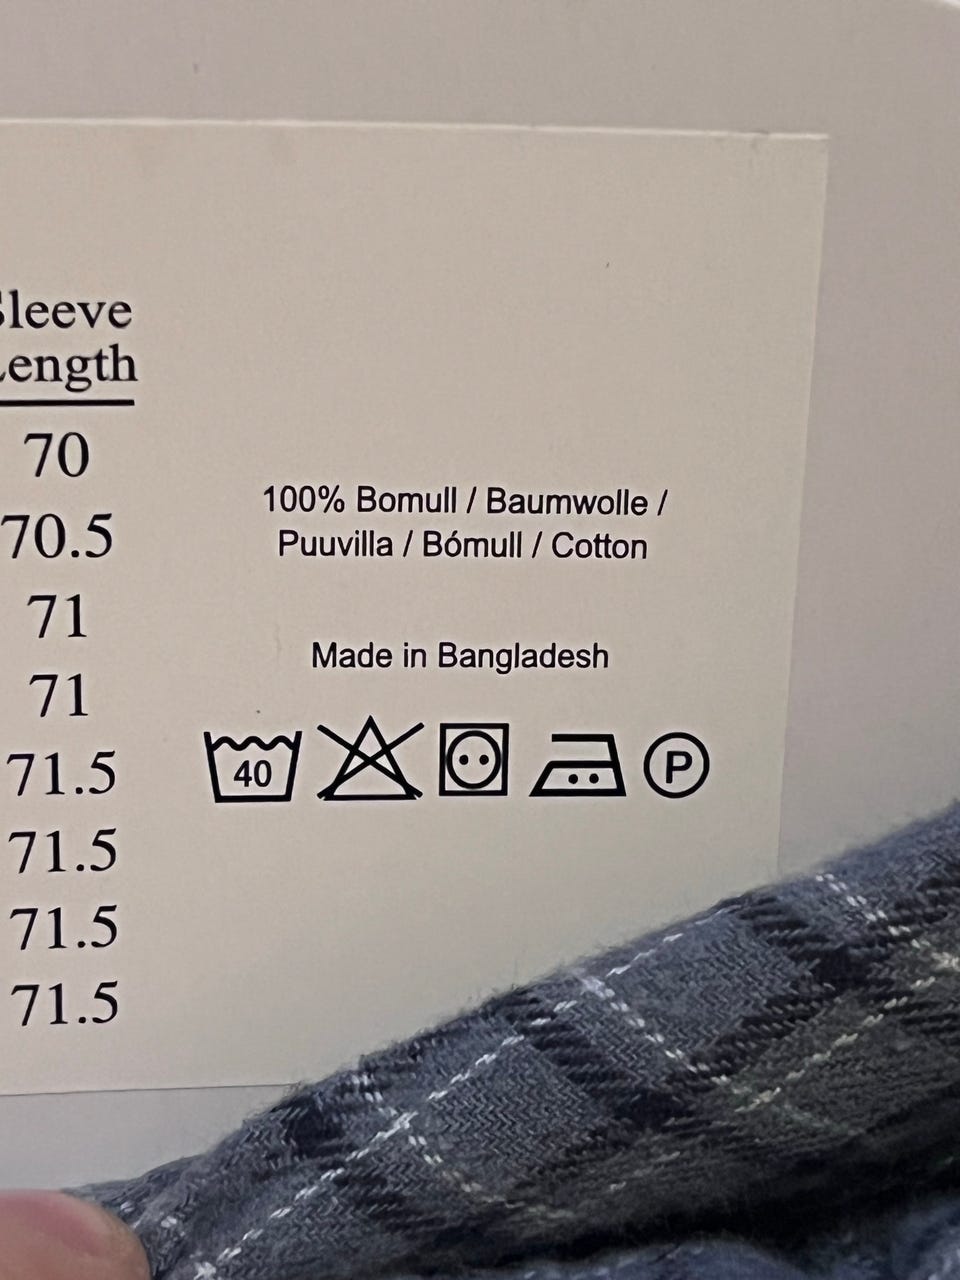 Sleeve
Length
70
70.5
71
71
71.5
71.5
71.5
71.5
100% Bomull / Baumwolle /
Puuvilla / Bómull / Cotton
Made in Bangladesh
40
P